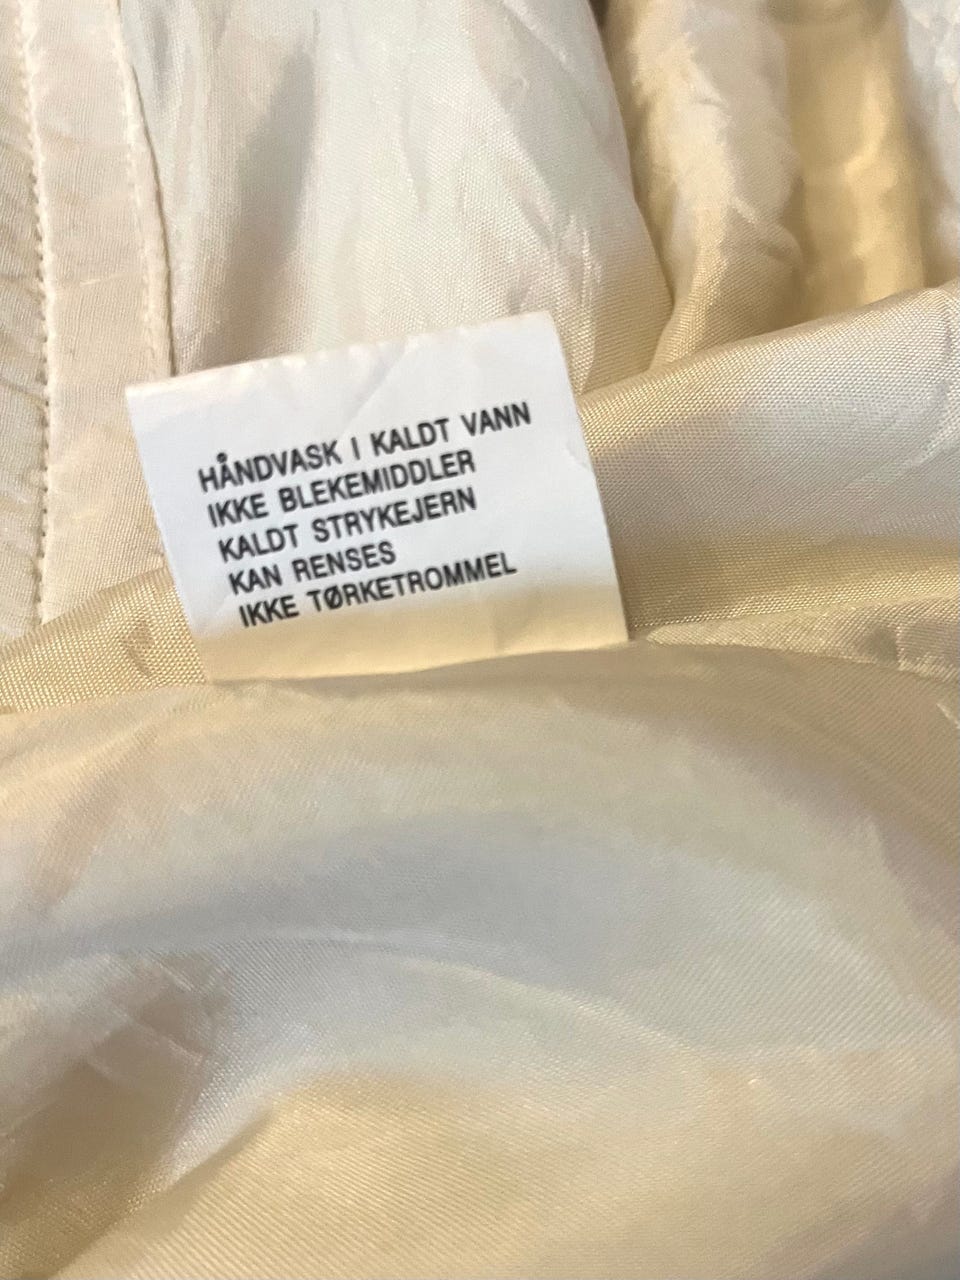 HÅNDVASK I KALDT VANN
IKKE BLEKEMIDDLER
KALDT STRYKEJERN
KAN RENSES
IKKE TØRKETROMMEL